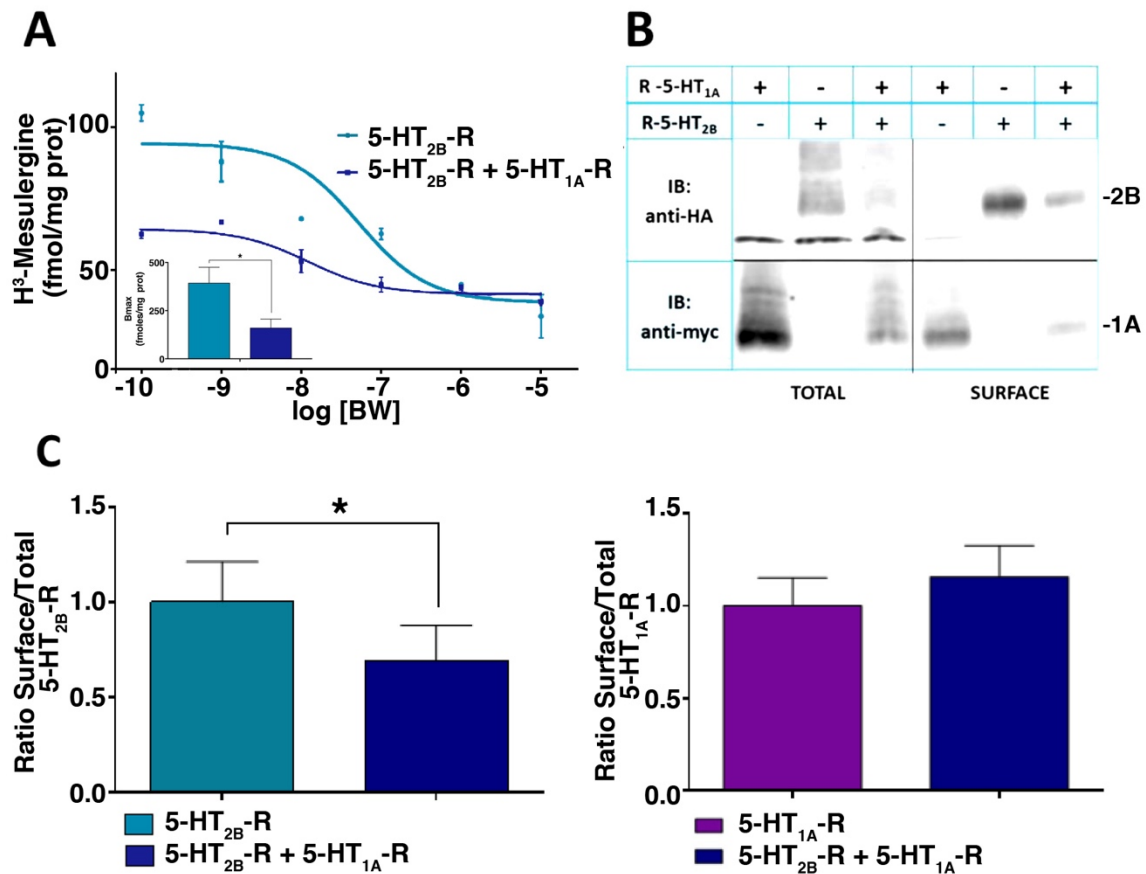 A
H³-Mesulergine
(fmol/mg prot)
100
50
0
5-HT₂B-R
5-HT₂B-R + 5-HT₁A-R
Bmax
(fmoles/mg prot)
500
250
0
*
-10 -9 -8 -7 -6 -5
log [BW]
B
R -5-HT₁A + - + + - +
R-5-HT₂B - + + - + +
IB:
anti-HA
-2B
IB:
anti-myc
-1A
TOTAL SURFACE
C
Ratio Surface/Total
5-HT₂B-R
1.5
1.0
0.5
0.0
*
5-HT₂B-R
5-HT₂B-R + 5-HT₁A-R
Ratio Surface/Total
5-HT₁A-R
1.5
1.0
0.5
0.0
5-HT₁A-R
5-HT₂B-R + 5-HT₁A-R